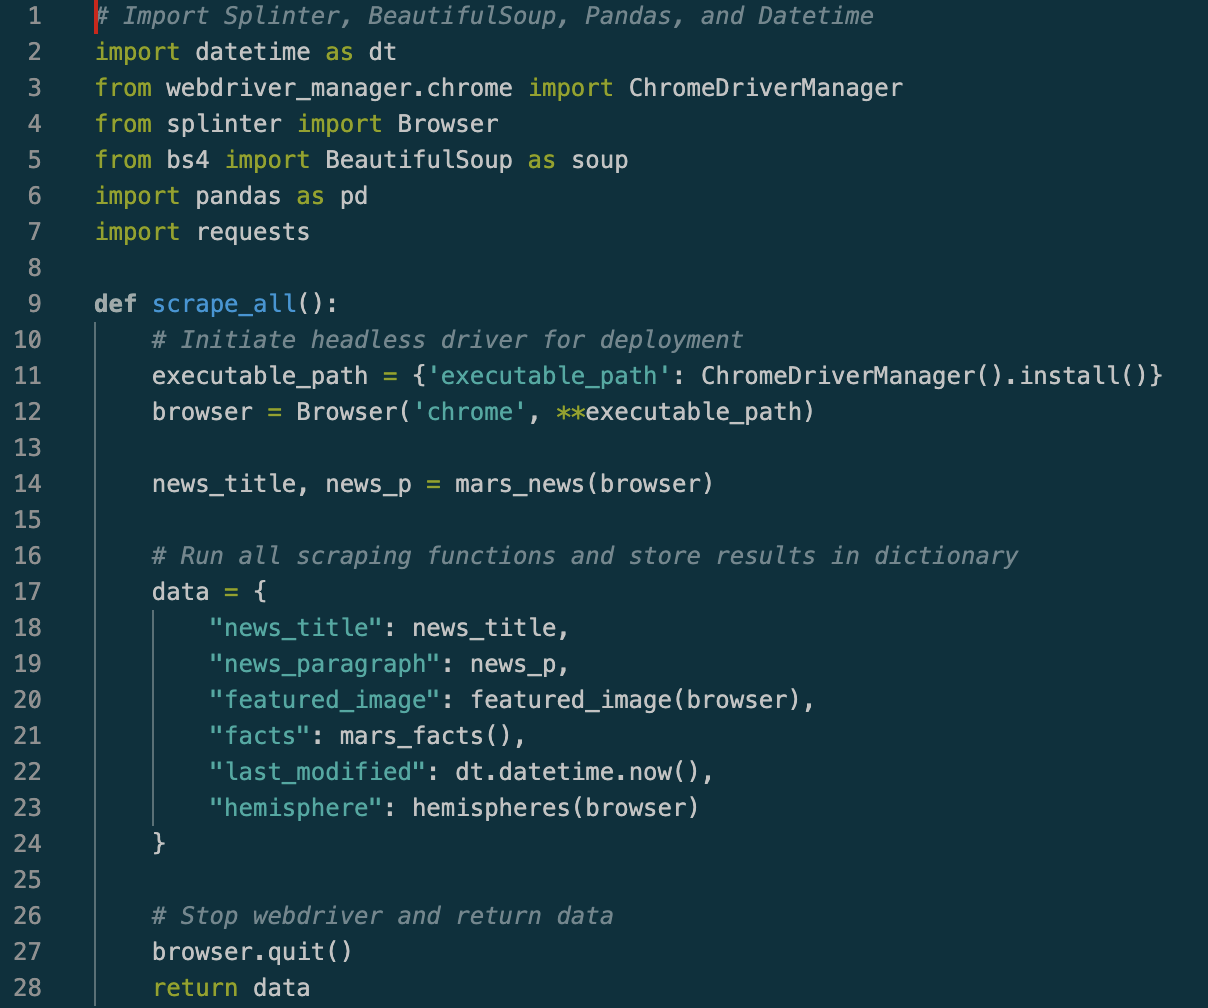 1 # Import Splinter, BeautifulSoup, Pandas, and Datetime
2 import datetime as dt
3 from webdriver_manager.chrome import ChromeDriverManager
4 from splinter import Browser
5 from bs4 import BeautifulSoup as soup
6 import pandas as pd
7 import requests
8
9 def scrape_all():
10     # Initiate headless driver for deployment
11     executable_path = {'executable_path': ChromeDriverManager().install()}
12     browser = Browser('chrome', **executable_path)
13
14     news_title, news_p = mars_news(browser)
15
16     # Run all scraping functions and store results in dictionary
17     data = {
18         "news_title": news_title,
19         "news_paragraph": news_p,
20         "featured_image": featured_image(browser),
21         "facts": mars_facts(),
22         "last_modified": dt.datetime.now(),
23         "hemisphere": hemispheres(browser)
24     }
25
26     # Stop webdriver and return data
27     browser.quit()
28     return data